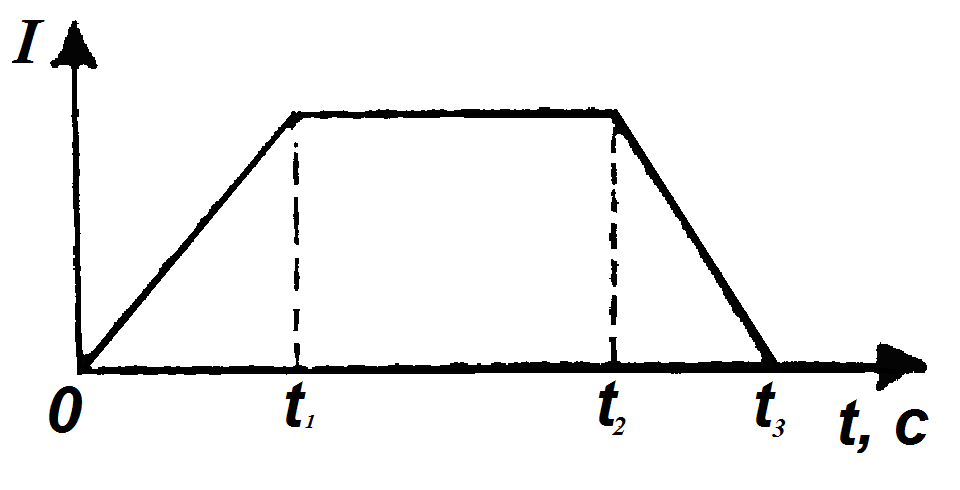 I
0 t₁ t₂ t₃ t, c